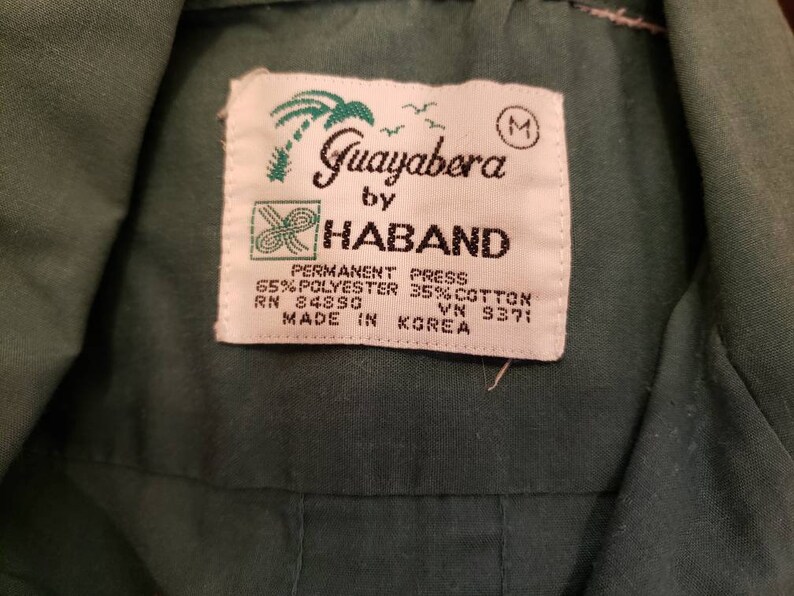 M
Guayabera
by
HABAND
PERMANENT PRESS
65% POLYESTER 35% COTTON
RN 84890 VN 9371
MADE IN KOREA